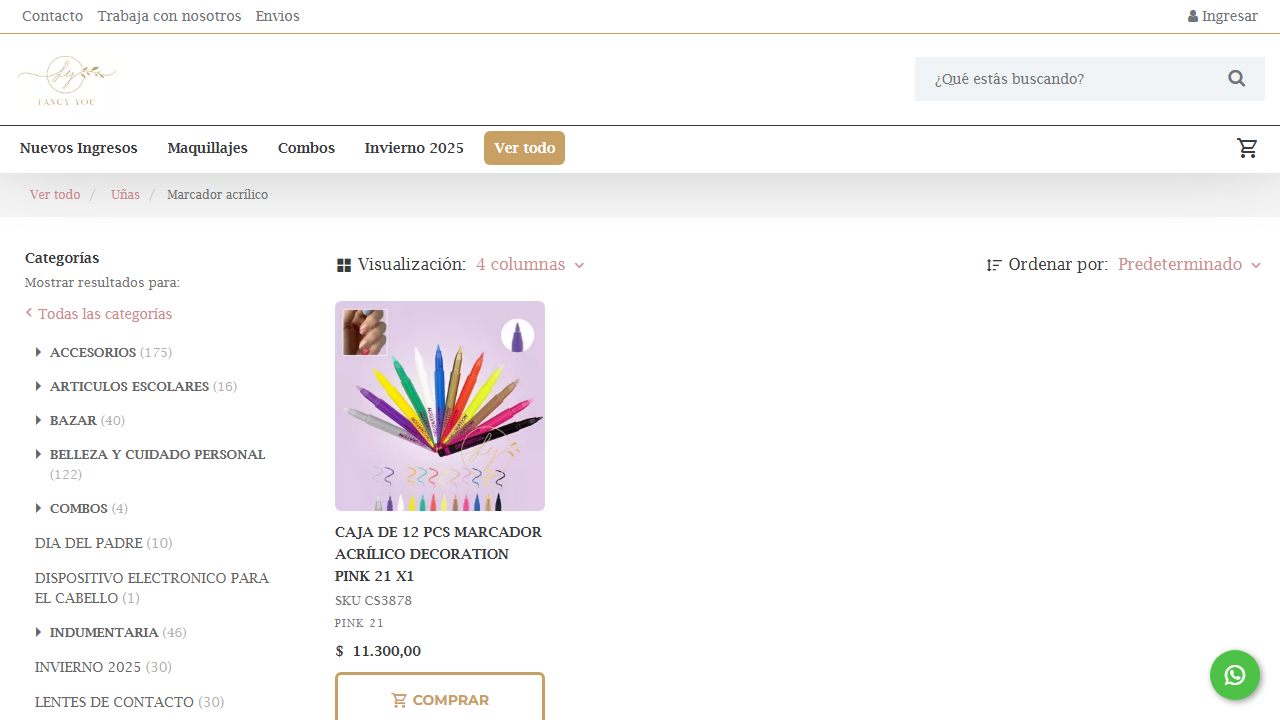 Contacto Trabaja con nosotros Envios Ingresar
FANCY YOU
¿Qué estás buscando?
Nuevos Ingresos Maquillajes Combos Invierno 2025 Ver todo
Ver todo / Uñas / Marcador acrílico
Categorías
Mostrar resultados para:
Todas las categorías
ACCESORIOS (175)
ARTICULOS ESCOLARES (16)
BAZAR (40)
BELLEZA Y CUIDADO PERSONAL
(122)
COMBOS (4)
DIA DEL PADRE (10)
DISPOSITIVO ELECTRONICO PARA
EL CABELLO (1)
INDUMENTARIA (46)
INVIERNO 2025 (30)
LENTES DE CONTACTO (30)
Visualización: 4 columnas
Ordenar por: Predeterminado
CAJA DE 12 PCS MARCADOR
ACRÍLICO DECORATION
PINK 21 X1
SKU CS3878
PINK 21
$ 11.300,00
COMPRAR